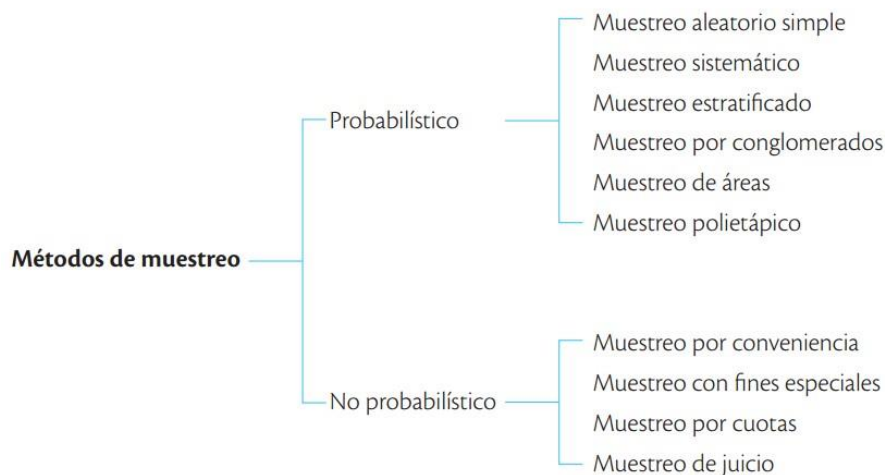 Métodos de muestreo
Probabilístico
Muestreo aleatorio simple
Muestreo sistemático
Muestreo estratificado
Muestreo por conglomerados
Muestreo de áreas
Muestreo polietápico
No probabilístico
Muestreo por conveniencia
Muestreo con fines especiales
Muestreo por cuotas
Muestreo de juicio